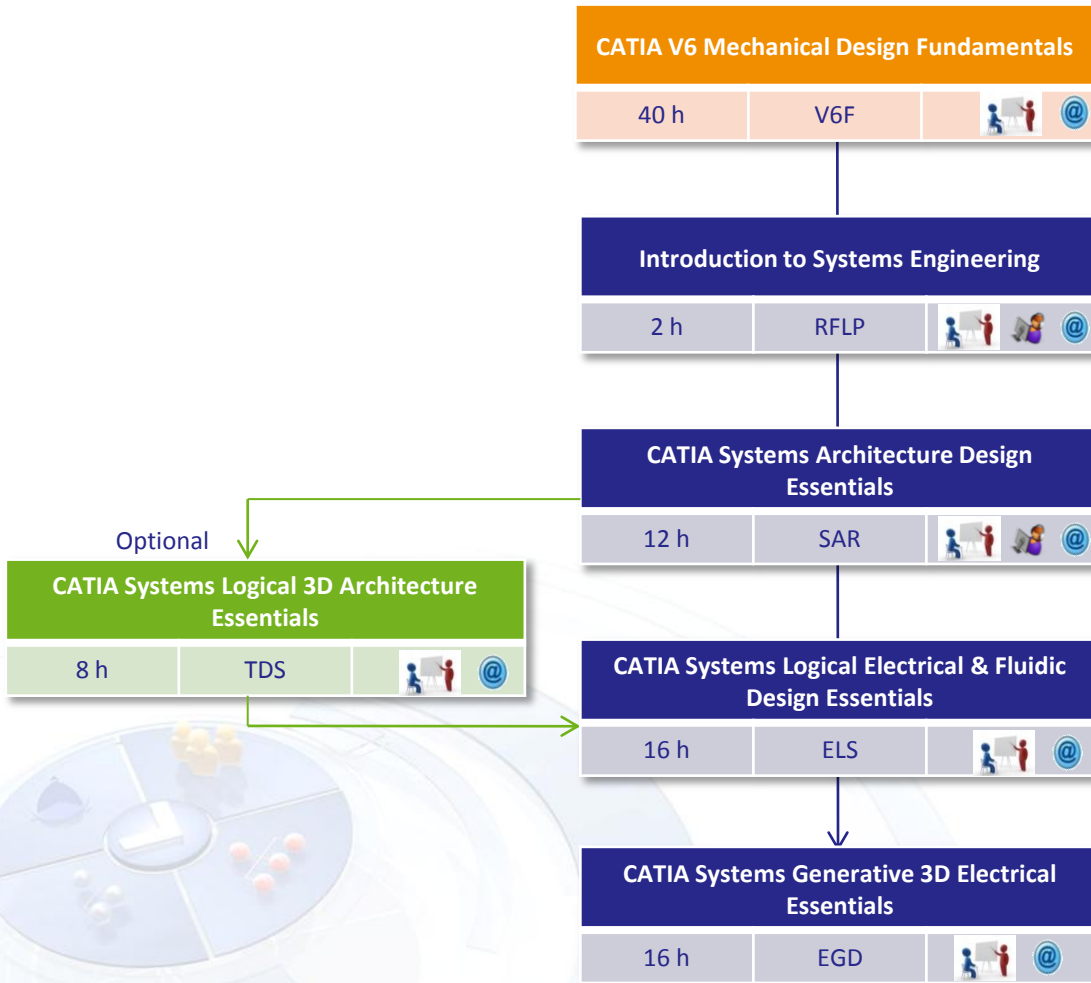 CATIA V6 Mechanical Design Fundamentals
40 h V6F @
Introduction to Systems Engineering
2 h RFLP @
CATIA Systems Architecture Design
Essentials
12 h SAR @
Optional
CATIA Systems Logical 3D Architecture
Essentials
8 h TDS @
CATIA Systems Logical Electrical & Fluidic
Design Essentials
16 h ELS @
CATIA Systems Generative 3D Electrical
Essentials
16 h EGD @